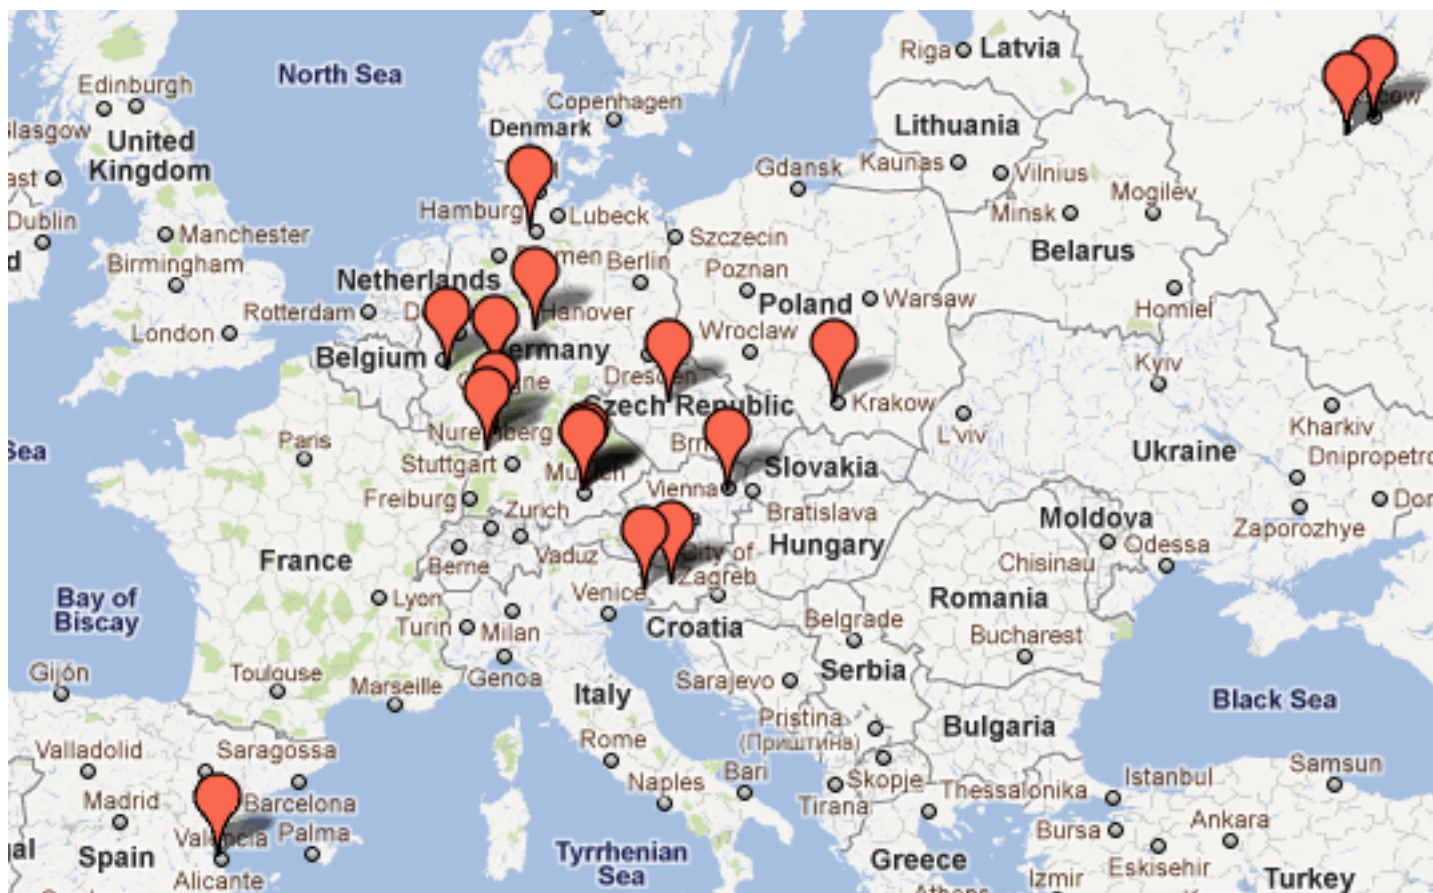 Riga
Latvia
North Sea
Edinburgh
Copenhagen
Denmark
Lithuania
United
Kingdom
Gdansk
Kaunas
Vilnius
Mogilev
Minsk
Hamburg
Lubeck
Dublin
Manchester
Szczecin
Belarus
Birmingham
Berlin
Poznan
Netherlands
Poland
Warsaw
Homiel
Rotterdam
Hanover
London
Wroclaw
Belgium
Kyiv
Dresden
Czech Republic
Krakow
L'viv
Kharkiv
Paris
Ukraine
Stuttgart
Slovakia
Vienna
Freiburg
Zurich
Bratislava
Moldova
Zaporozhye
Hungary
Odessa
Vaduz
City of
Zagreb
France
Berne
Chisinau
Venice
Bay of
Biscay
Lyon
Romania
Turin
Milan
Croatia
Belgrade
Bucharest
Gijón
Toulouse
Marseille
Genoa
Italy
Sarajevo
Serbia
Black Sea
Pristina
(Приштина)
Bulgaria
Valladolid
Saragossa
Rome
Naples
Bari
Skopje
Thessalonika
Istanbul
Samsun
Madrid
Barcelona
Tirana
Palma
Bursa
Ankara
Spain
Tyrrhenian
Sea
Greece
Eskisehir
Alicante
Izmir
Turkey